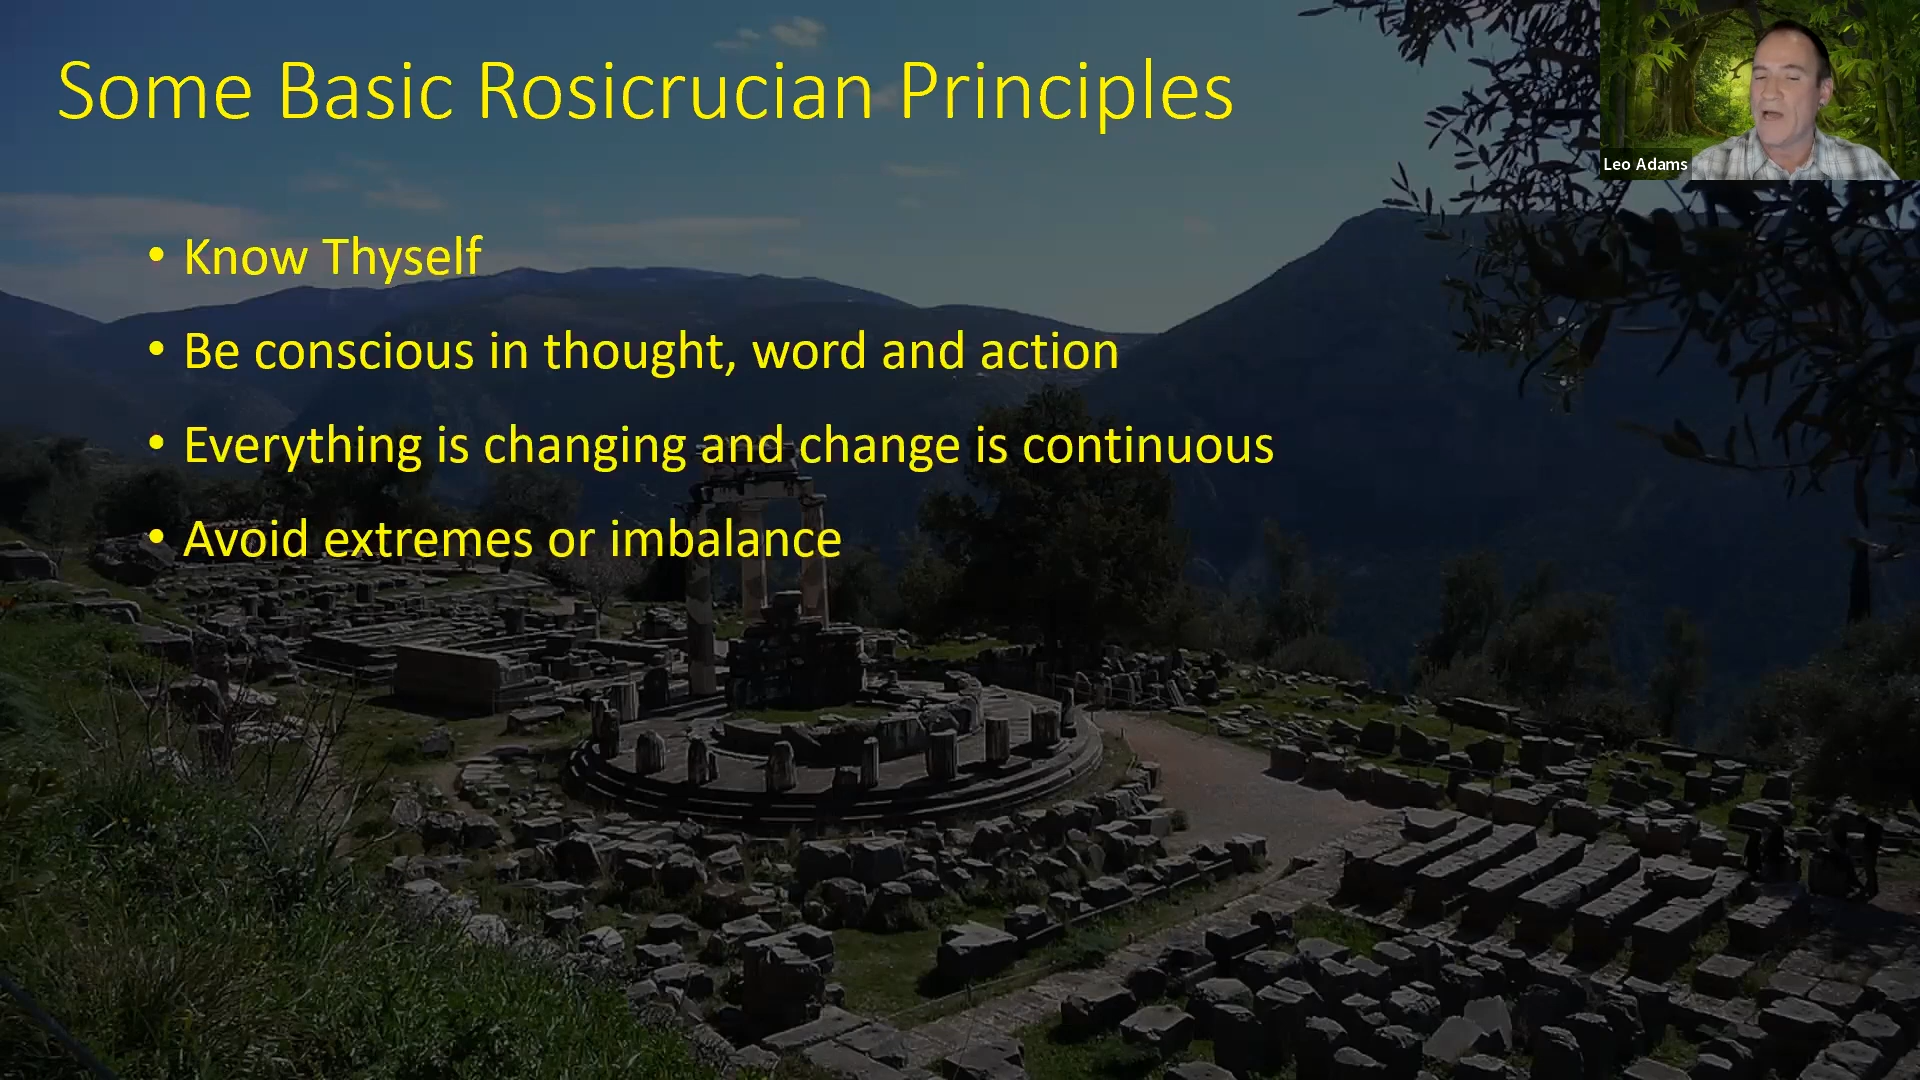 Some Basic Rosicrucian Principles
Leo Adams
• Know Thyself
• Be conscious in thought, word and action
• Everything is changing and change is continuous
• Avoid extremes or imbalance